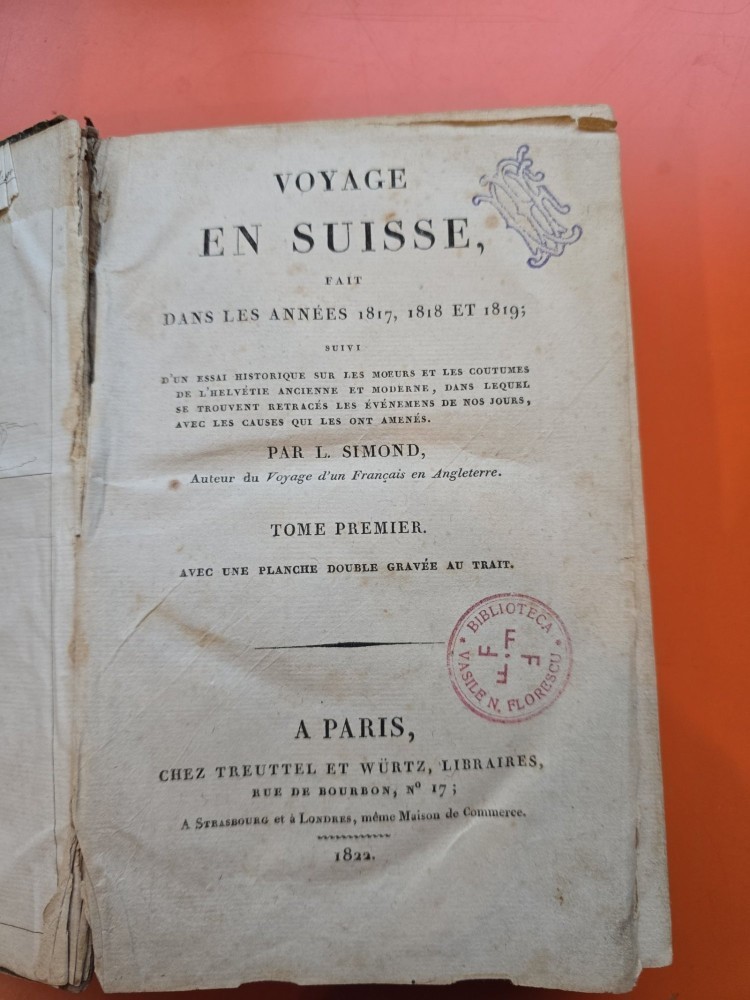 VOYAGE
EN SUISSE,
FAIT
DANS LES ANNÉES 1817, 1818 ET 1819;
SUIVI
D'UN ESSAI HISTORIQUE SUR LES MOEURS ET LES COUTUMES
DE L'HELVÉTIE ANCIENNE ET MODERNE, DANS LEQUEL
SE TROUVENT RETRACÉS LES ÉVÉNEMENS DE NOS JOURS,
AVEC LES CAUSES QUI LES ONT AMENÉS.
PAR L. SIMOND,
Auteur du Voyage d'un Français en Angleterre.
TOME PREMIER.
AVEC UNE PLANCHE DOUBLE GRAVÉE AU TRAIT.
BIBLIOTECA
F F F F
VASILE N. FLORESCU
A PARIS,
CHEZ TREUTTEL ET WÜRTZ, LIBRAIRES,
RUE DE BOURBON, Nº 17;
A STRASBOURG et à LONDRES, même Maison de Commerce.
1822.